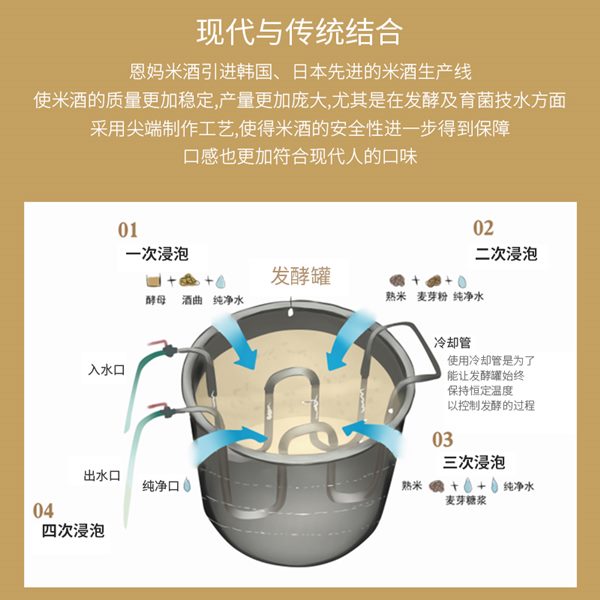 现代与传统结合
恩妈米酒引进韩国、日本先进的米酒生产线
使米酒的质量更加稳定,产量更加庞大,尤其是在发酵及育菌技水方面
采用尖端制作工艺,使得米酒的安全性进一步得到保障
口感也更加符合现代人的口味
01
一次浸泡
酵母 + 酒曲 + 纯净水
02
二次浸泡
熟米 + 麦芽粉 + 纯净水
发酵罐
入水口
冷却管
使用冷却管是为了
能让发酵罐始终
保持恒定温度
以控制发酵的过程
03
三次浸泡
熟米 + + 纯净水
麦芽糖浆
出水口
纯净口
04
四次浸泡